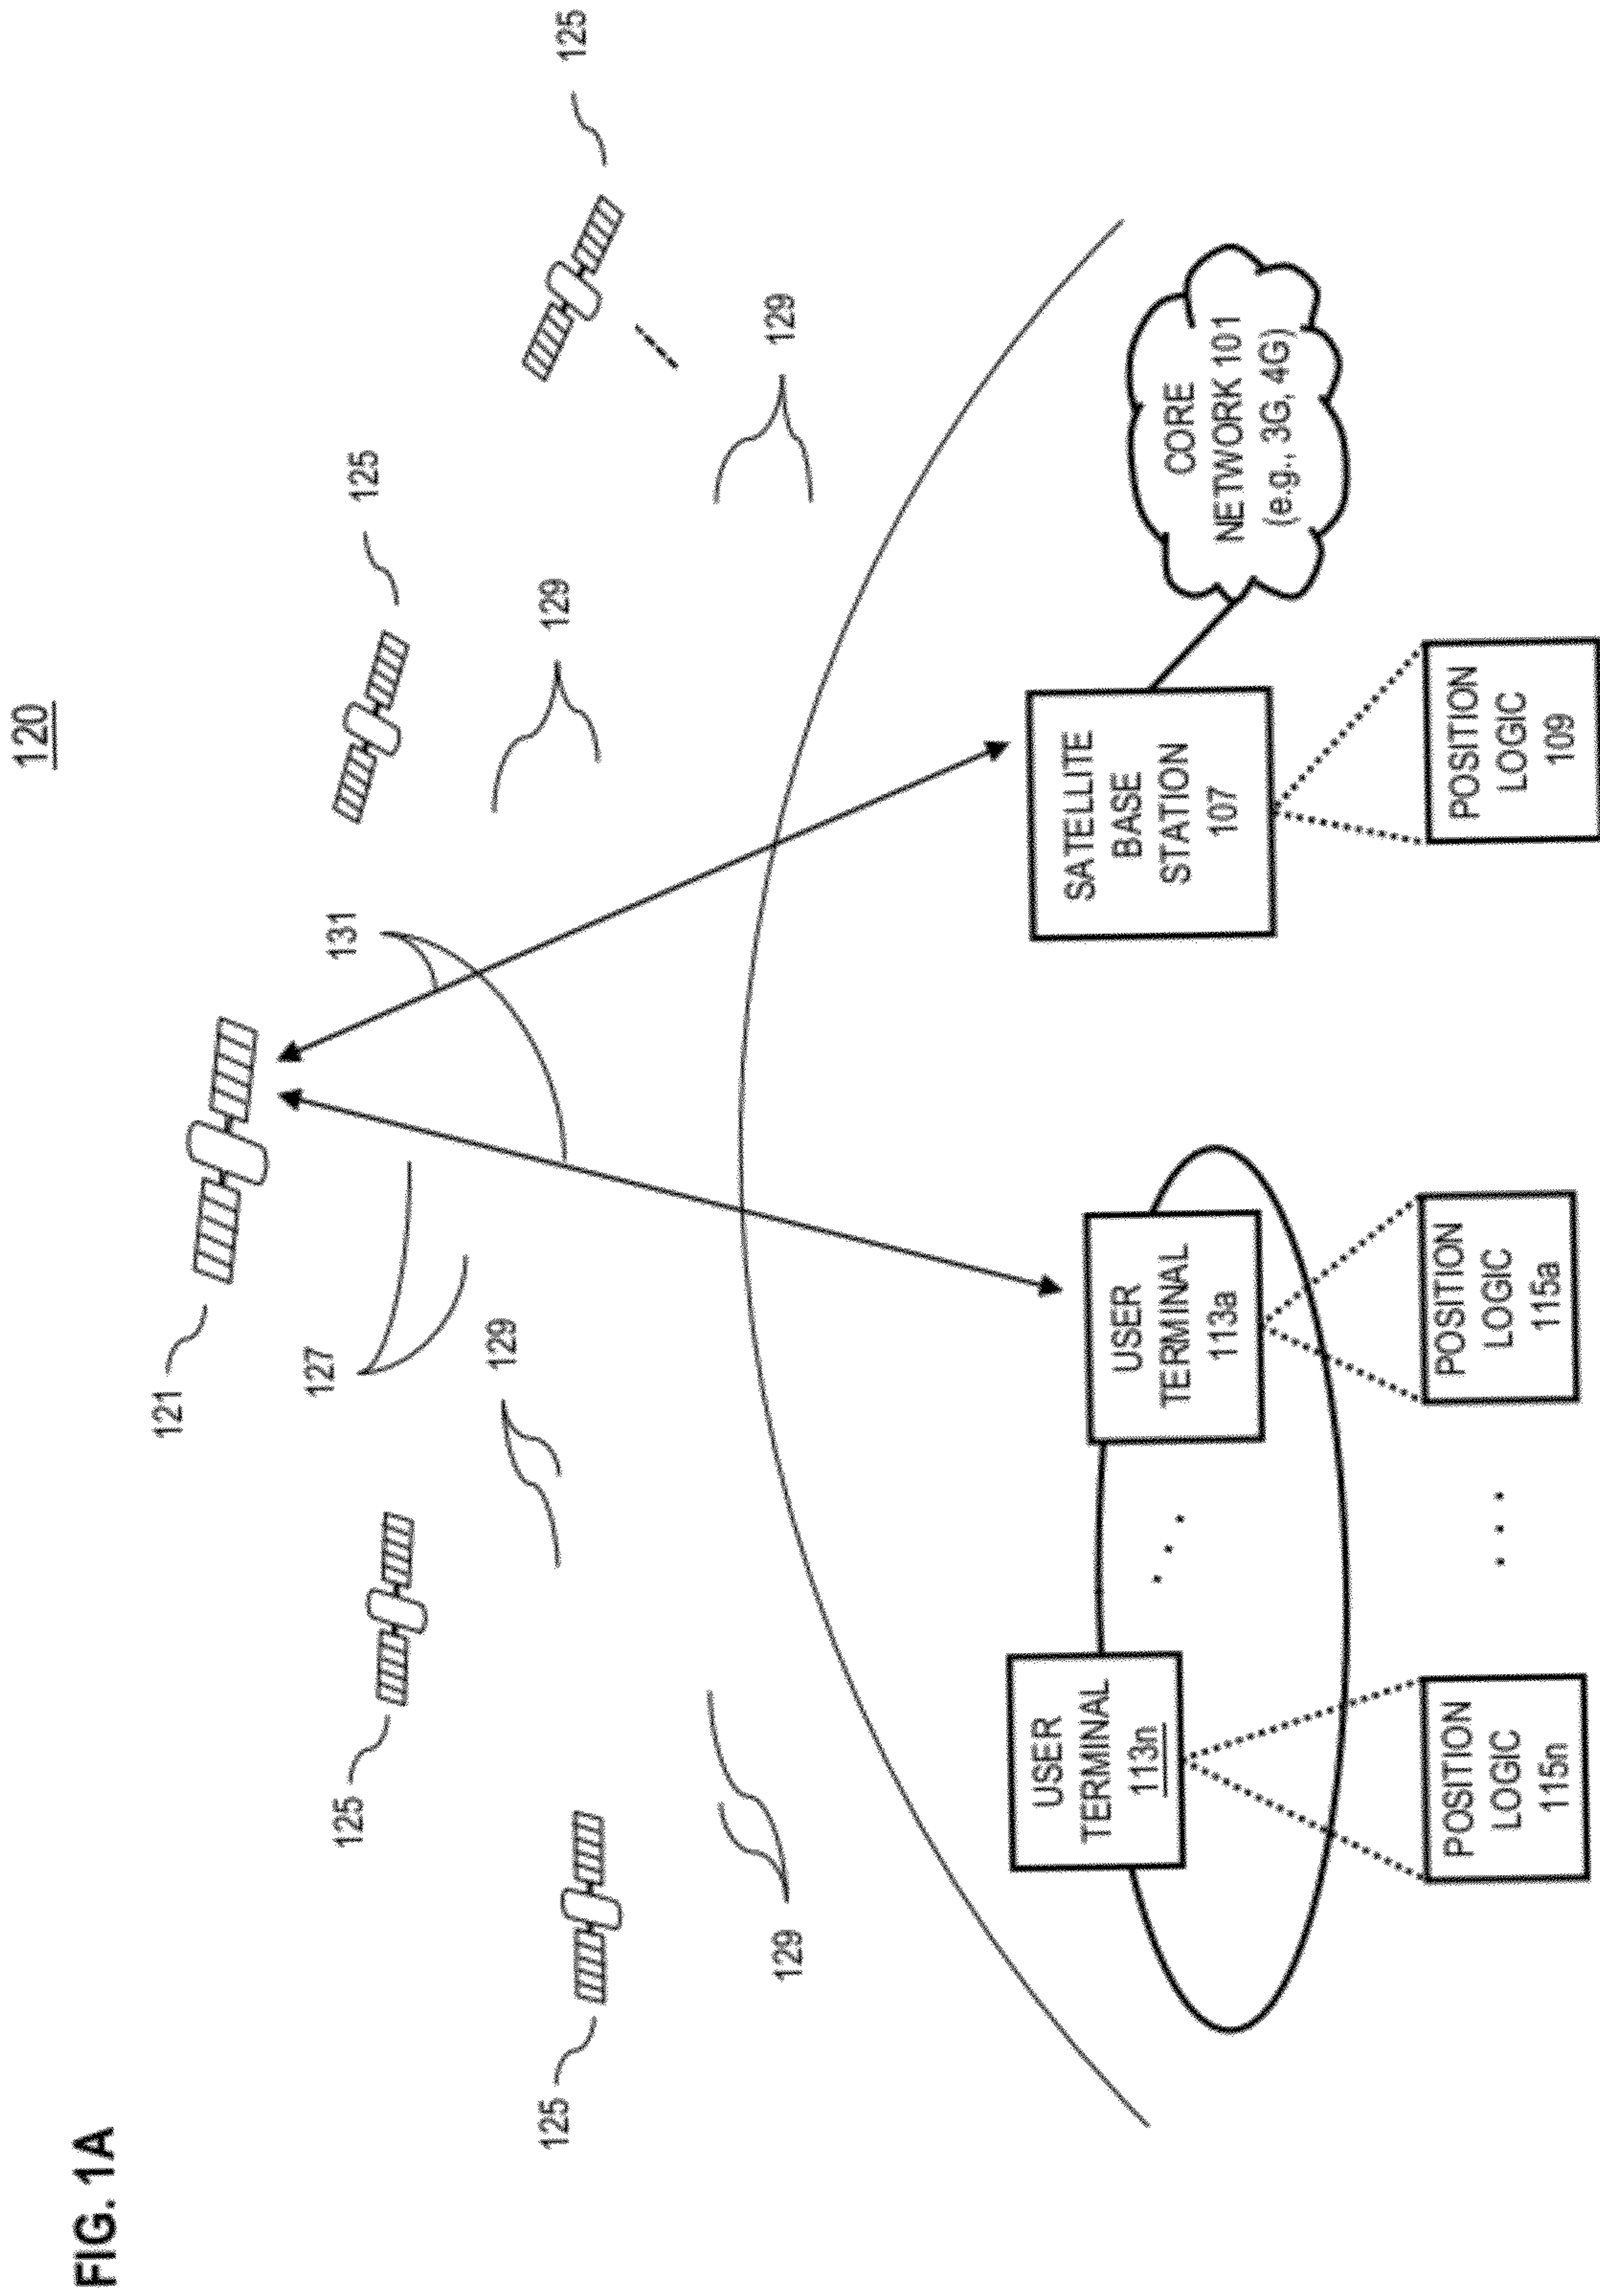 FIG. 1A
120
121
125
125
125
125
127
131
129
129
129
129
USER
TERMINAL
113n
USER
TERMINAL
113a
SATELLITE
BASE
STATION
107
CORE
NETWORK 101
(e.g., 3G, 4G)
POSITION
LOGIC
115n
POSITION
LOGIC
115a
POSITION
LOGIC
109